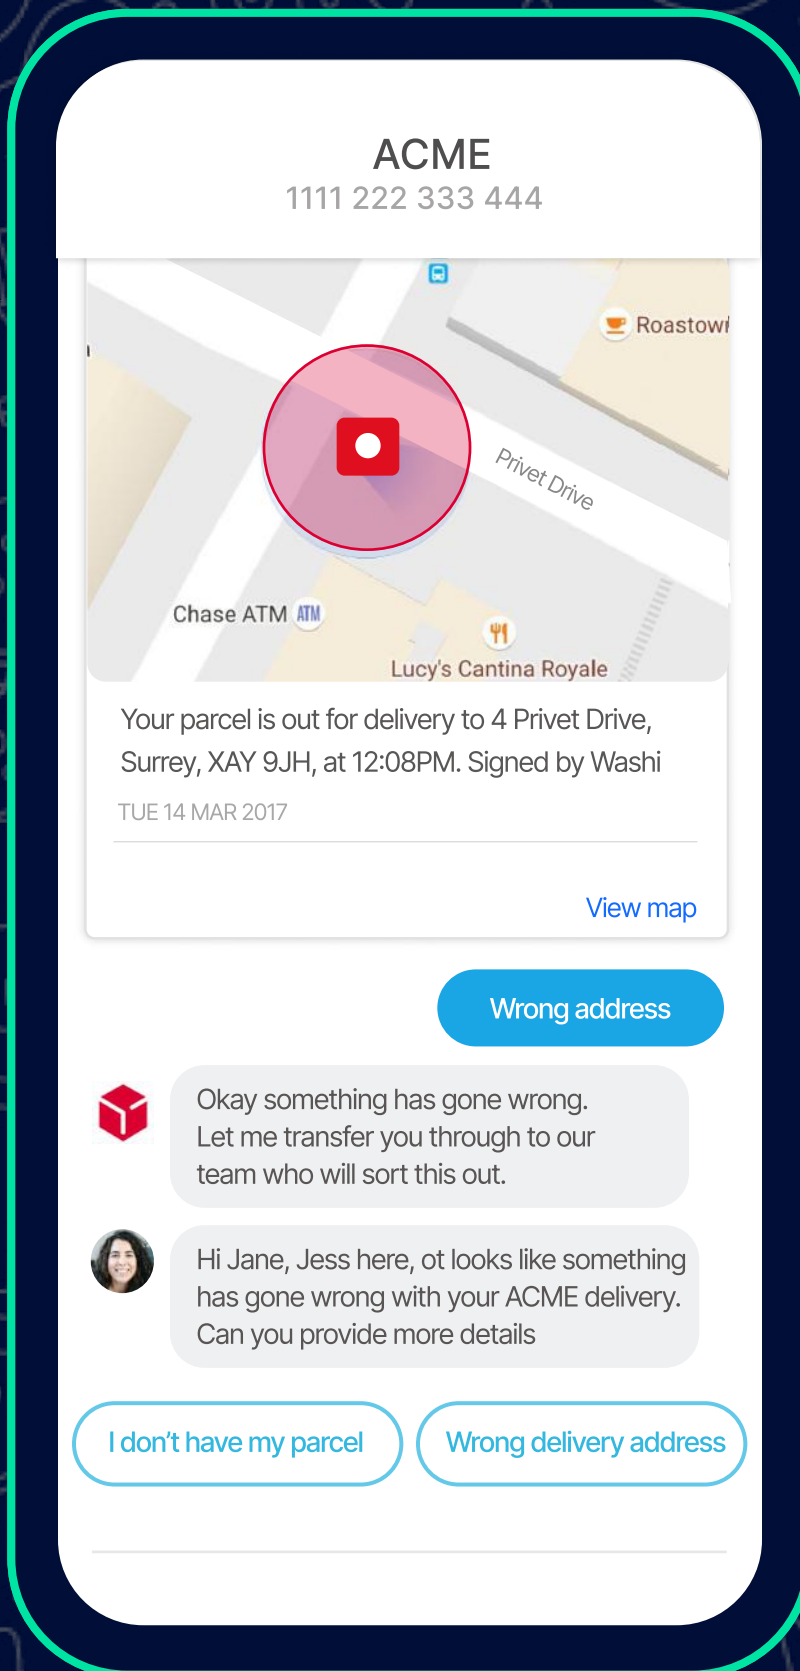 ACME
1111 222 333 444
Privet Drive
Chase ATM ATM
Lucy's Cantina Royale
Your parcel is out for delivery to 4 Privet Drive,
Surrey, XAY 9JH, at 12:08PM. Signed by Washi
TUE 14 MAR 2017
View map
Wrong address
Okay something has gone wrong.
Let me transfer you through to our
team who will sort this out.
Hi Jane, Jess here, ot looks like something
has gone wrong with your ACME delivery.
Can you provide more details
I don’t have my parcel
Wrong delivery address